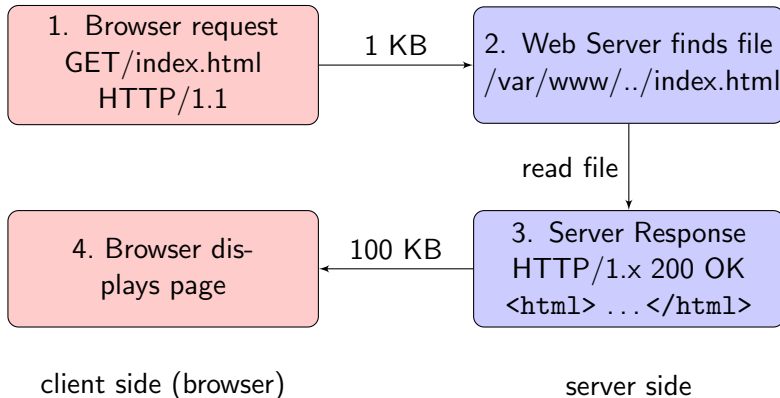 1. Browser request
GET/index.html
HTTP/1.1
1 KB
2. Web Server finds file
/var/www/../index.html
read file
4. Browser dis-
plays page
100 KB
3. Server Response
HTTP/1.x 200 OK
<html> ... </html>
client side (browser)
server side